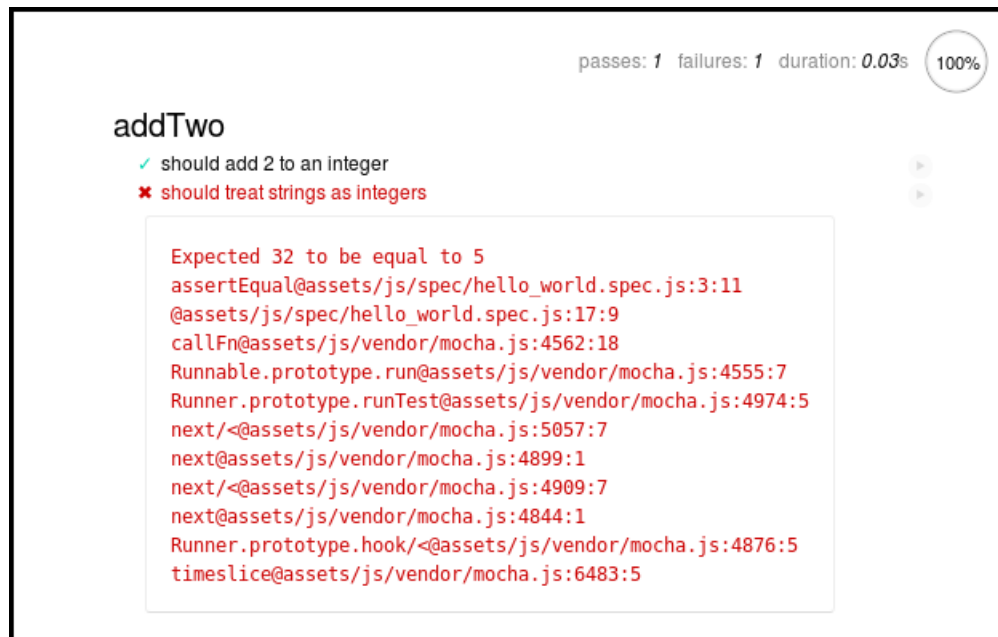 passes: 1 failures: 1 duration: 0.03s 100%
addTwo
✓ should add 2 to an integer
✖ should treat strings as integers
Expected 32 to be equal to 5
assertEqual@assets/js/spec/hello_world.spec.js:3:11
@assets/js/spec/hello_world.spec.js:17:9
callFn@assets/js/vendor/mocha.js:4562:18
Runnable.prototype.run@assets/js/vendor/mocha.js:4555:7
Runner.prototype.runTest@assets/js/vendor/mocha.js:4974:5
next/<@assets/js/vendor/mocha.js:5057:7
next@assets/js/vendor/mocha.js:4899:1
next/<@assets/js/vendor/mocha.js:4909:7
next@assets/js/vendor/mocha.js:4844:1
Runner.prototype.hook/<@assets/js/vendor/mocha.js:4876:5
timeslice@assets/js/vendor/mocha.js:6483:5